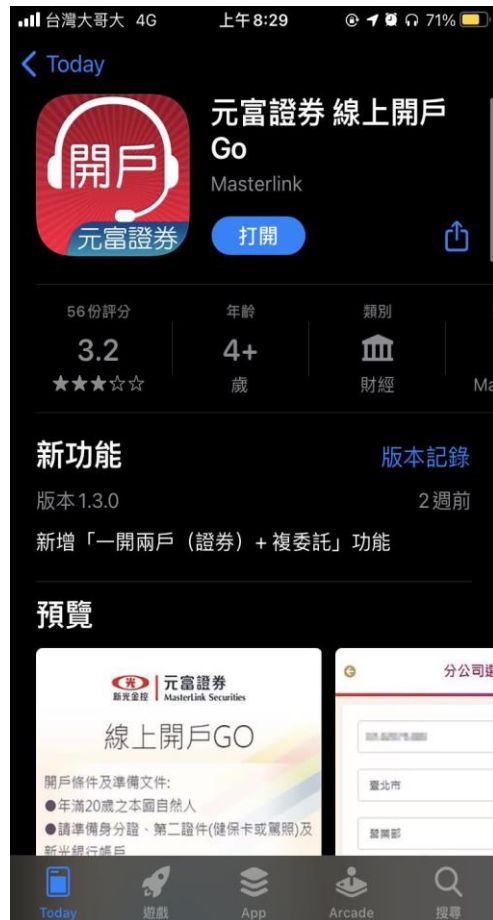 台灣大哥大 4G
上午8:29
71%
Today
開戶
元富證券
元富證券 線上開戶
Go
Masterlink
打開
56份評分
年齡
類別
3.2
4+
★★★☆☆
歲
財經
Ma
新功能
版本記錄
版本 1.3.0
2 週前
新增「一開兩戶（證券）+ 複委託」功能
預覽
光
新光金控
元富證券
MasterLink Securities
線上開戶GO
開戶條件及準備文件:
●年滿20歲之本國自然人
●請準備身分證、第二證件(健保卡或駕照)及
新光銀行帳戶
分公司選
臺北市
營業部
Today
遊戲
App
Arcade
搜尋